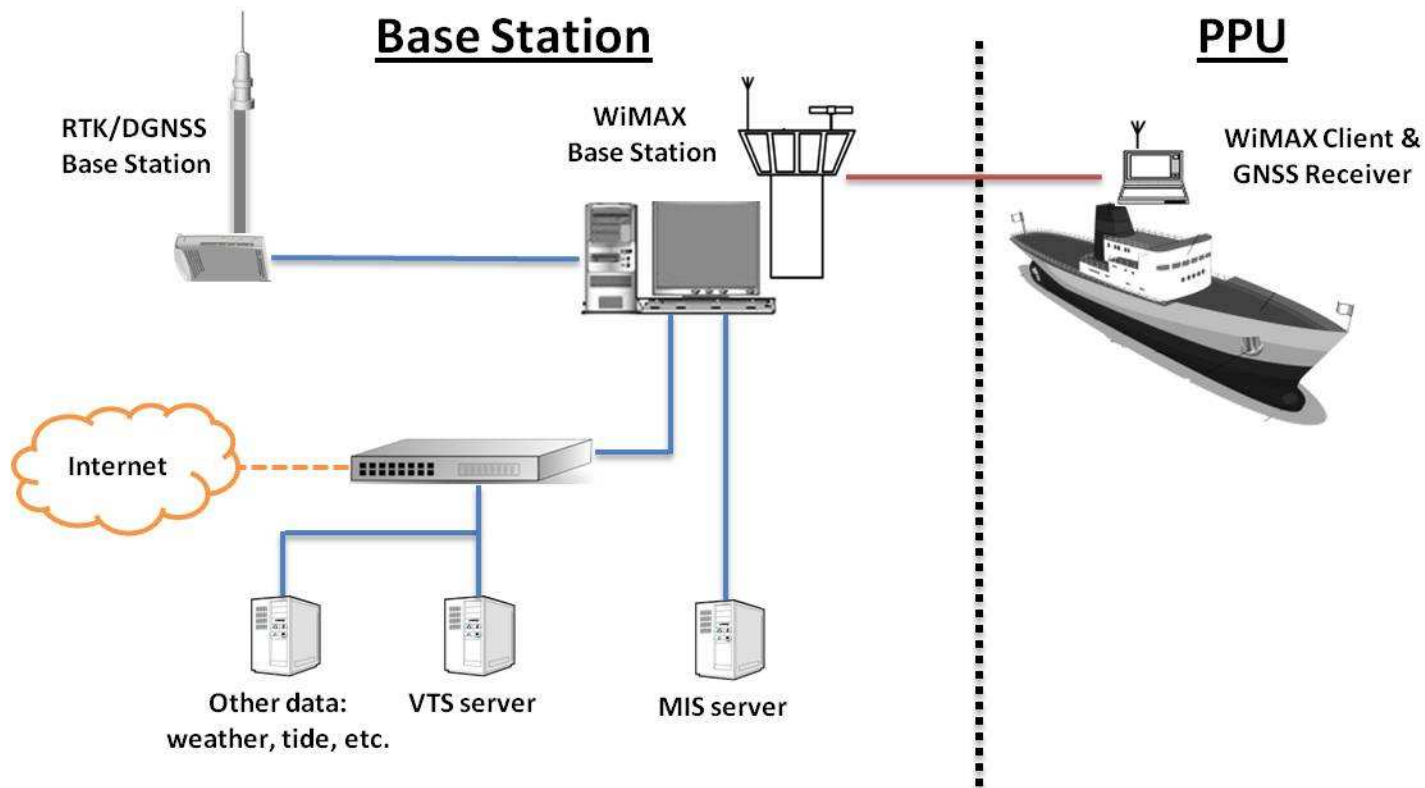 Base Station
PPU
RTK/DGNSS
Base Station
WiMAX
Base Station
WiMAX Client &
GNSS Receiver
Internet
Other data:
weather, tide, etc.
VTS server
MIS server